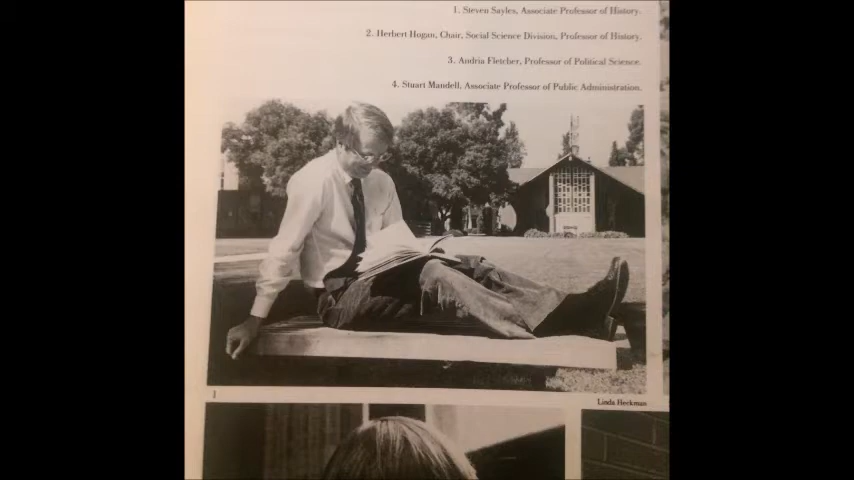 1. Steven Sayles, Associate Professor of History.
2. Herbert Hogan, Chair, Social Science Division, Professor of History.
3. Andria Fletcher, Professor of Political Science.
4. Stuart Mandell, Associate Professor of Public Administration.
1
Linda Heckman